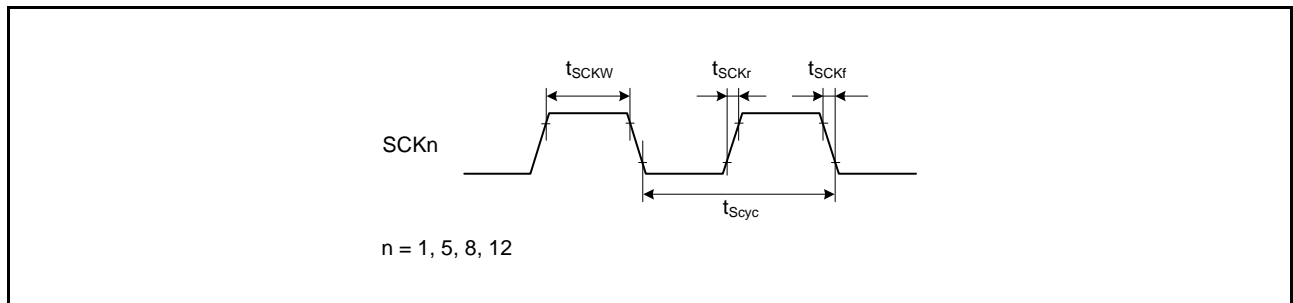 tSCKW
tSCKr
tSCKf
SCKn
tScyc
n = 1, 5, 8, 12